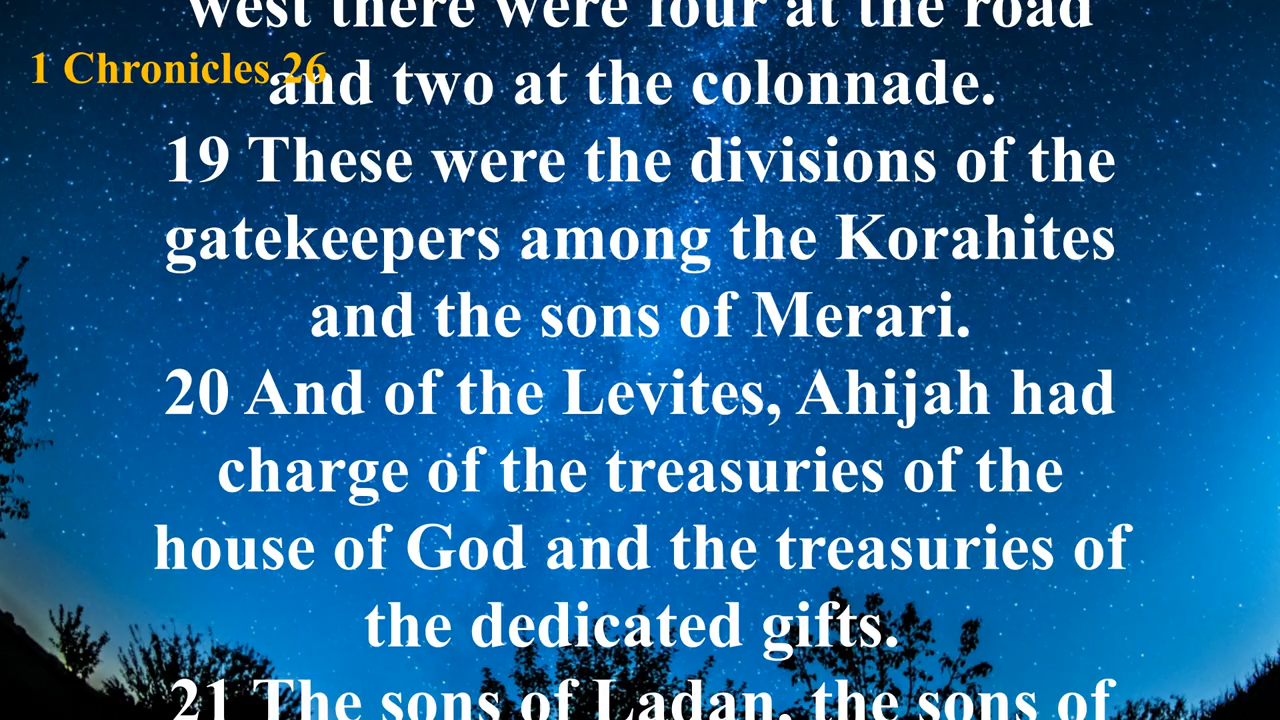 west there were four at the road
1 Chronicles 26
and two at the colonnade.
19 These were the divisions of the
gatekeepers among the Korahites
and the sons of Merari.
20 And of the Levites, Ahijah had
charge of the treasuries of the
house of God and the treasuries of
the dedicated gifts.
21 The sons of Ladan, the sons of